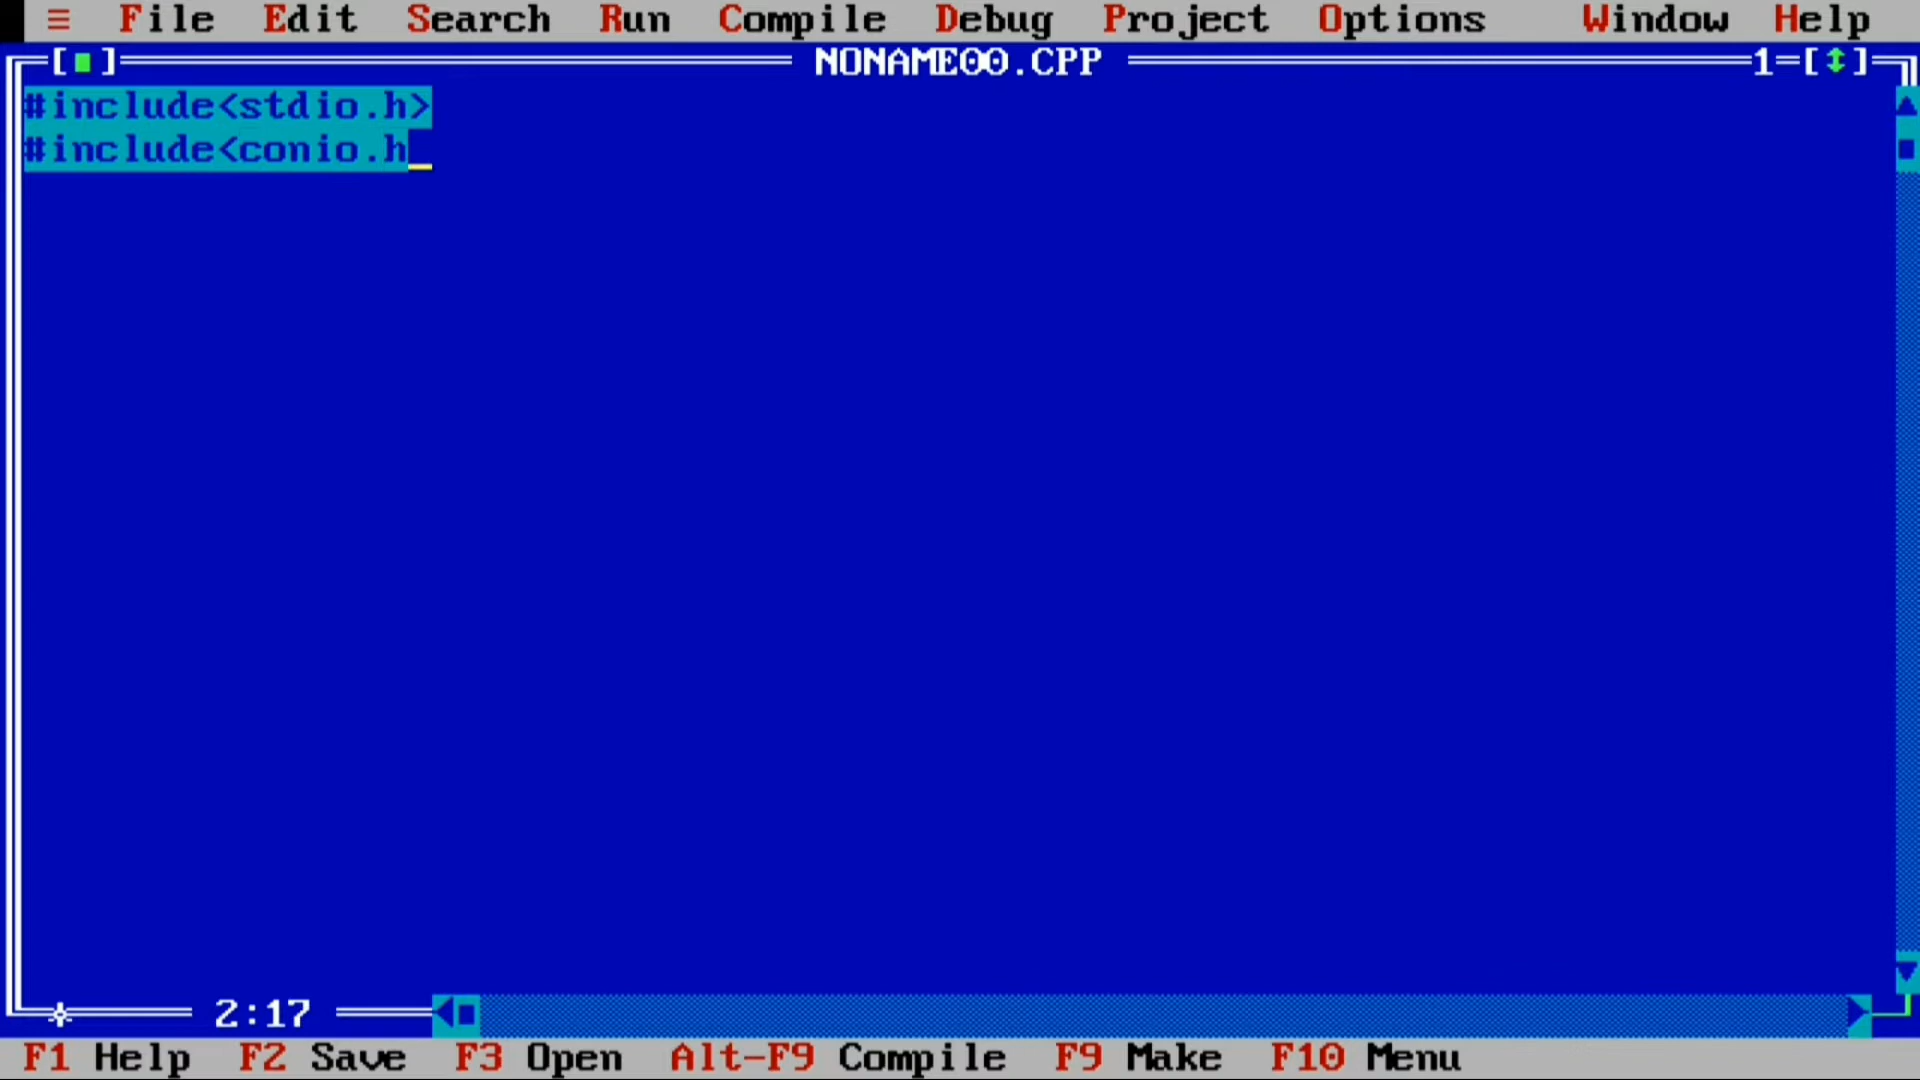 ≡ File Edit Search Run Compile Debug Project Options Window Help
[■] NONAME00.CPP 1=[↕]
#include<stdio.h>
#include<conio.h_
2:17
F1 Help F2 Save F3 Open Alt-F9 Compile F9 Make F10 Menu